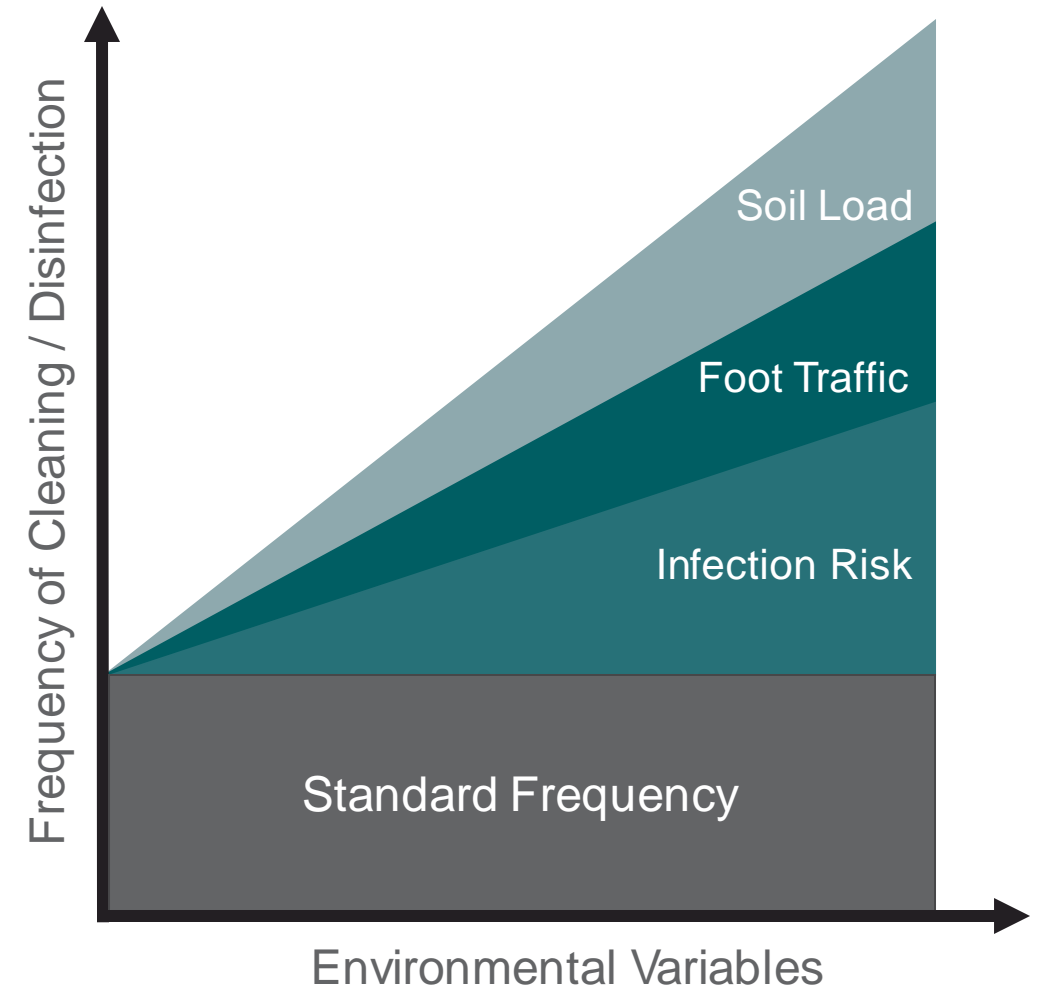 Frequency of Cleaning / Disinfection
Soil Load
Foot Traffic
Infection Risk
Standard Frequency
Environmental Variables